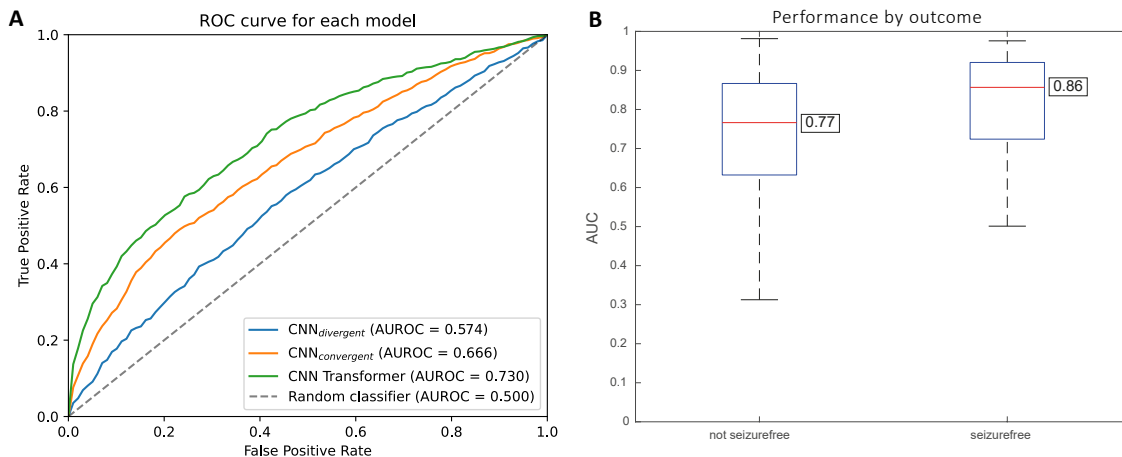 A
ROC curve for each model
1.0
0.8
0.6
0.4
0.2
0.0
True Positive Rate
0.0
0.2
0.4
0.6
0.8
1.0
False Positive Rate
CNNdivergent (AUROC = 0.574)
CNNconvergent (AUROC = 0.666)
CNN Transformer (AUROC = 0.730)
Random classifier (AUROC = 0.500)
B
Performance by outcome
1
0.9
0.8
0.7
0.6
0.5
0.4
0.3
0.2
0.1
0
AUC
0.77
0.86
not seizurefree
seizurefree